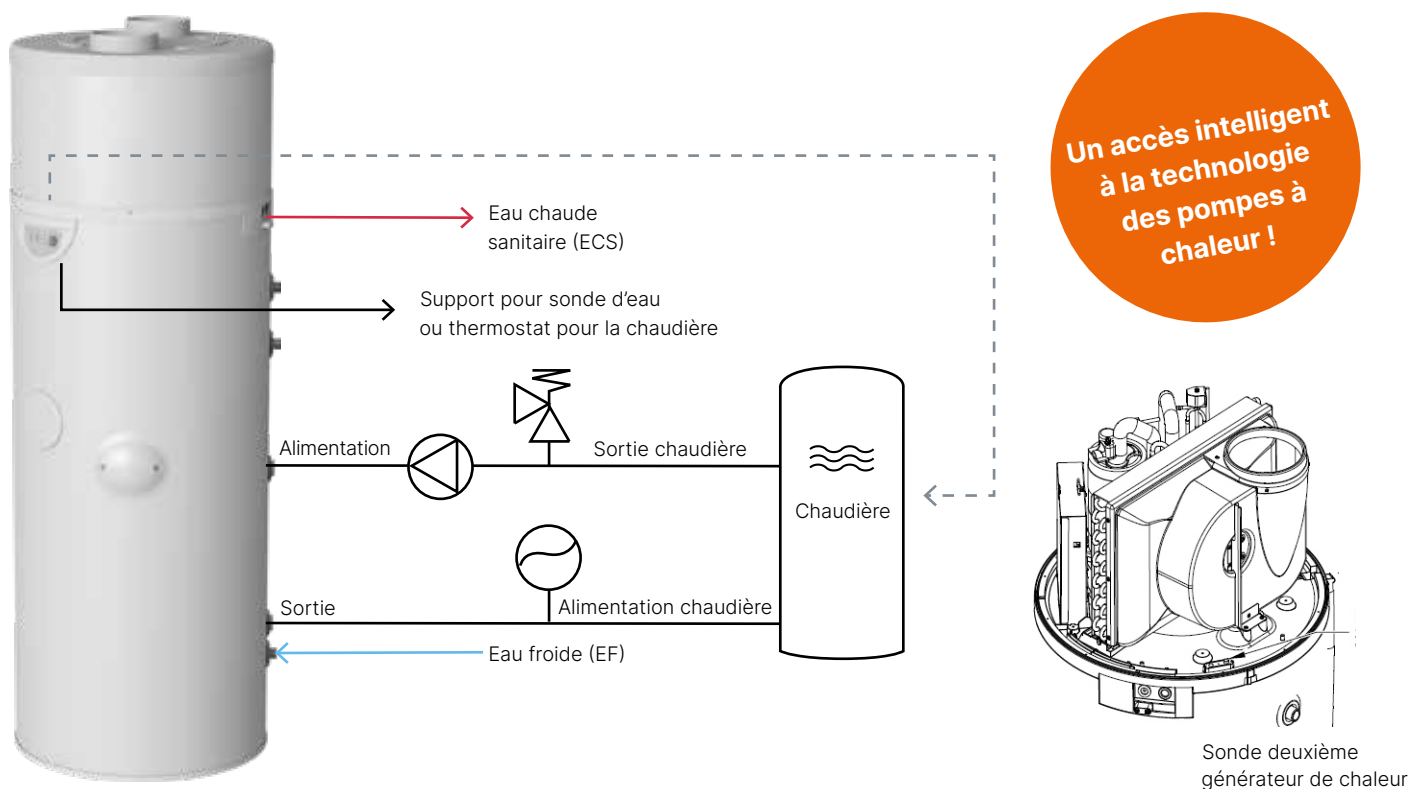 Un accès intelligent
à la technologie
des pompes à
chaleur !
Eau chaude
sanitaire (ECS)
Support pour sonde d'eau
ou thermostat pour la chaudière
Alimentation
Sortie chaudière
Chaudière
Sortie
Alimentation chaudière
Eau froide (EF)
Sonde deuxième
générateur de chaleur